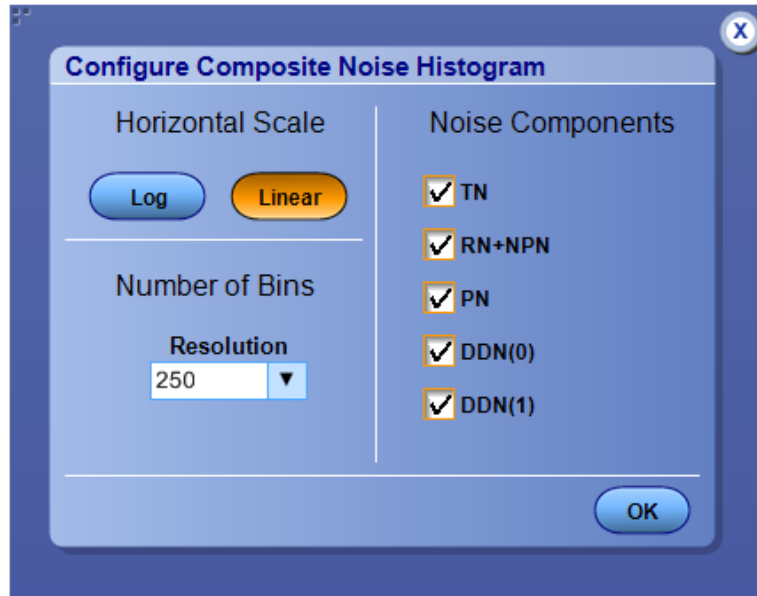 X
Configure Composite Noise Histogram
Horizontal Scale
Log
Linear
Number of Bins
Resolution
250
Noise Components
TN
RN+NPN
PN
DDN(0)
DDN(1)
OK